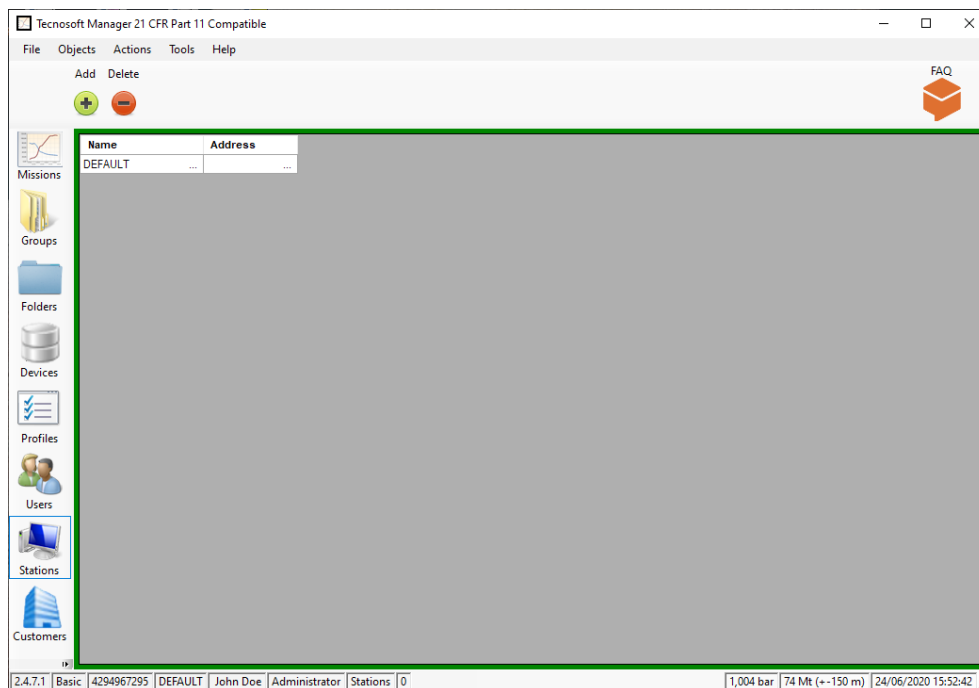 Tecnosoft Manager 21 CFR Part 11 Compatible
File Objects Actions Tools Help
Add Delete
FAQ
Name Address
DEFAULT ... ...
Missions
Groups
Folders
Devices
Profiles
Users
Stations
Customers
2.4.7.1 Basic 4294967295 DEFAULT John Doe Administrator Stations 0 1,004 bar 74 Mt (+-150 m) 24/06/2020 15:52:42